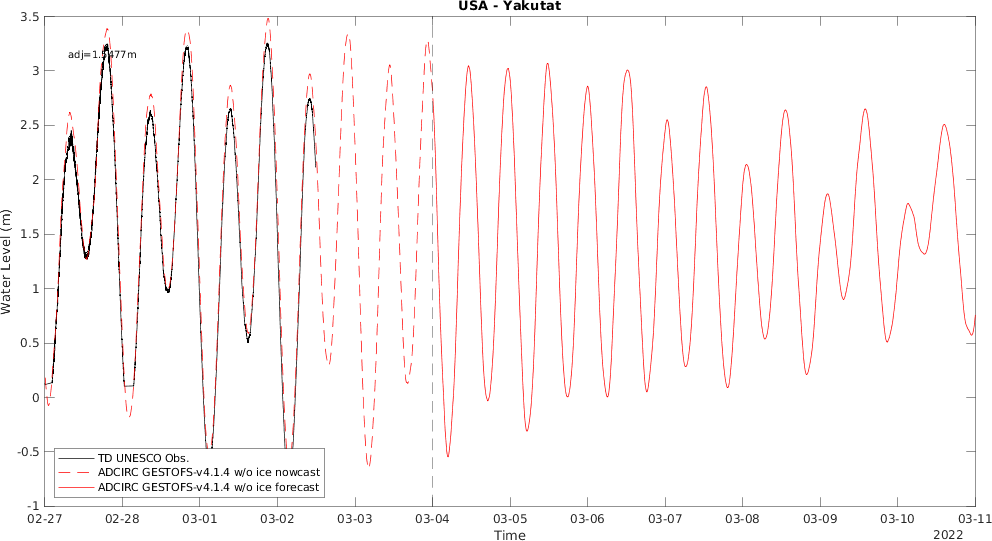 USA - Yakutat
3.5
3
2.5
2
1.5
1
0.5
0
-0.5
-1
Water Level (m)
adj=1.5477m
TD UNESCO Obs.
ADCIRC GESTOFS-v4.1.4 w/o ice nowcast
ADCIRC GESTOFS-v4.1.4 w/o ice forecast
02-27 02-28 03-01 03-02 03-03 03-04 03-05 03-06 03-07 03-08 03-09 03-10 03-11
Time
2022